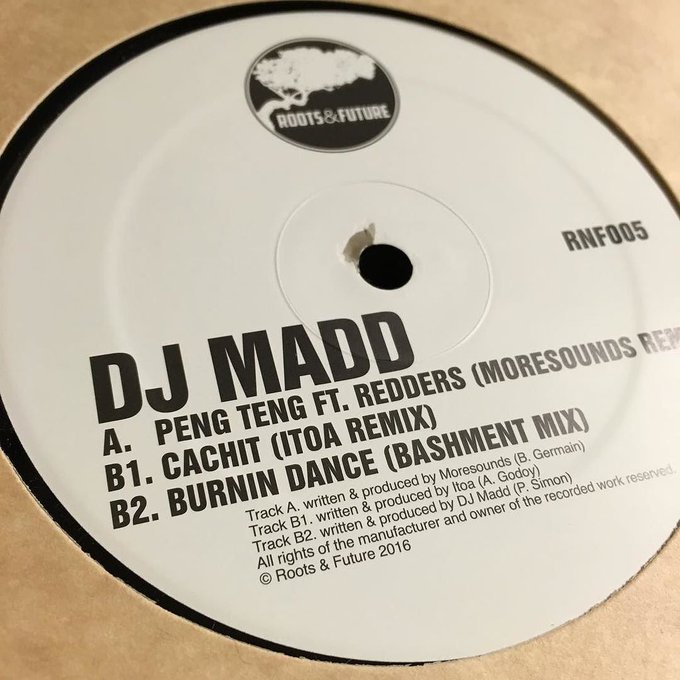 ROOTS&FUTURE
RNF005
DJ MADD
A. PENG TENG FT. REDDERS (MORESOUNDS
B1. CACHIT (ITOA REMIX)
B2. BURNIN DANCE (BASHMENT MIX)
Track A. written & produced by Moresounds (B. Germain)
Track B1. written & produced by Itoa (A. Godoy)
Track B2. written & produced by DJ Madd (P. Simon)
All rights of the manufacturer and owner of the recorded work reserved.
© Roots & Future 2016